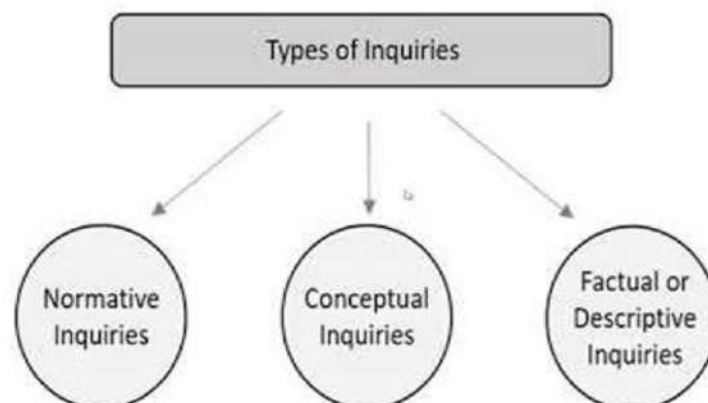 Types of Inquiries
Normative
Inquiries
Conceptual
Inquiries
Factual or
Descriptive
Inquiries